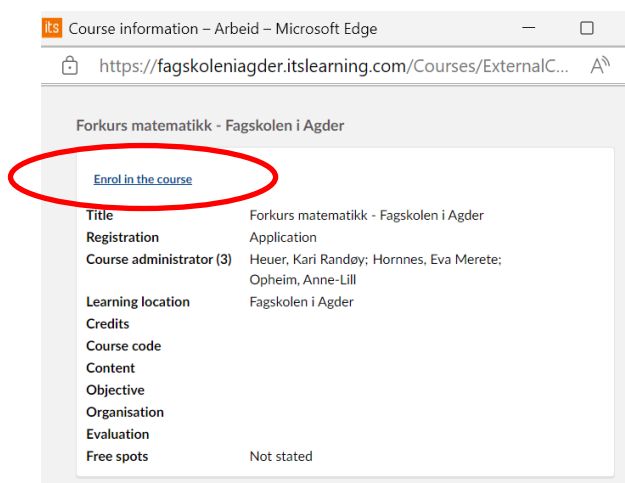 its Course information – Arbeid – Microsoft Edge
https://fagskoleniagder.itslearning.com/Courses/ExternalC... A
Forkurs matematikk - Fagskolen i Agder
Enrol in the course
Title Forkurs matematikk - Fagskolen i Agder
Registration Application
Course administrator (3) Heuer, Kari Randøy; Hornnes, Eva Merete;
Opheim, Anne-Lill
Learning location Fagskolen i Agder
Credits
Course code
Content
Objective
Organisation
Evaluation
Free spots Not stated